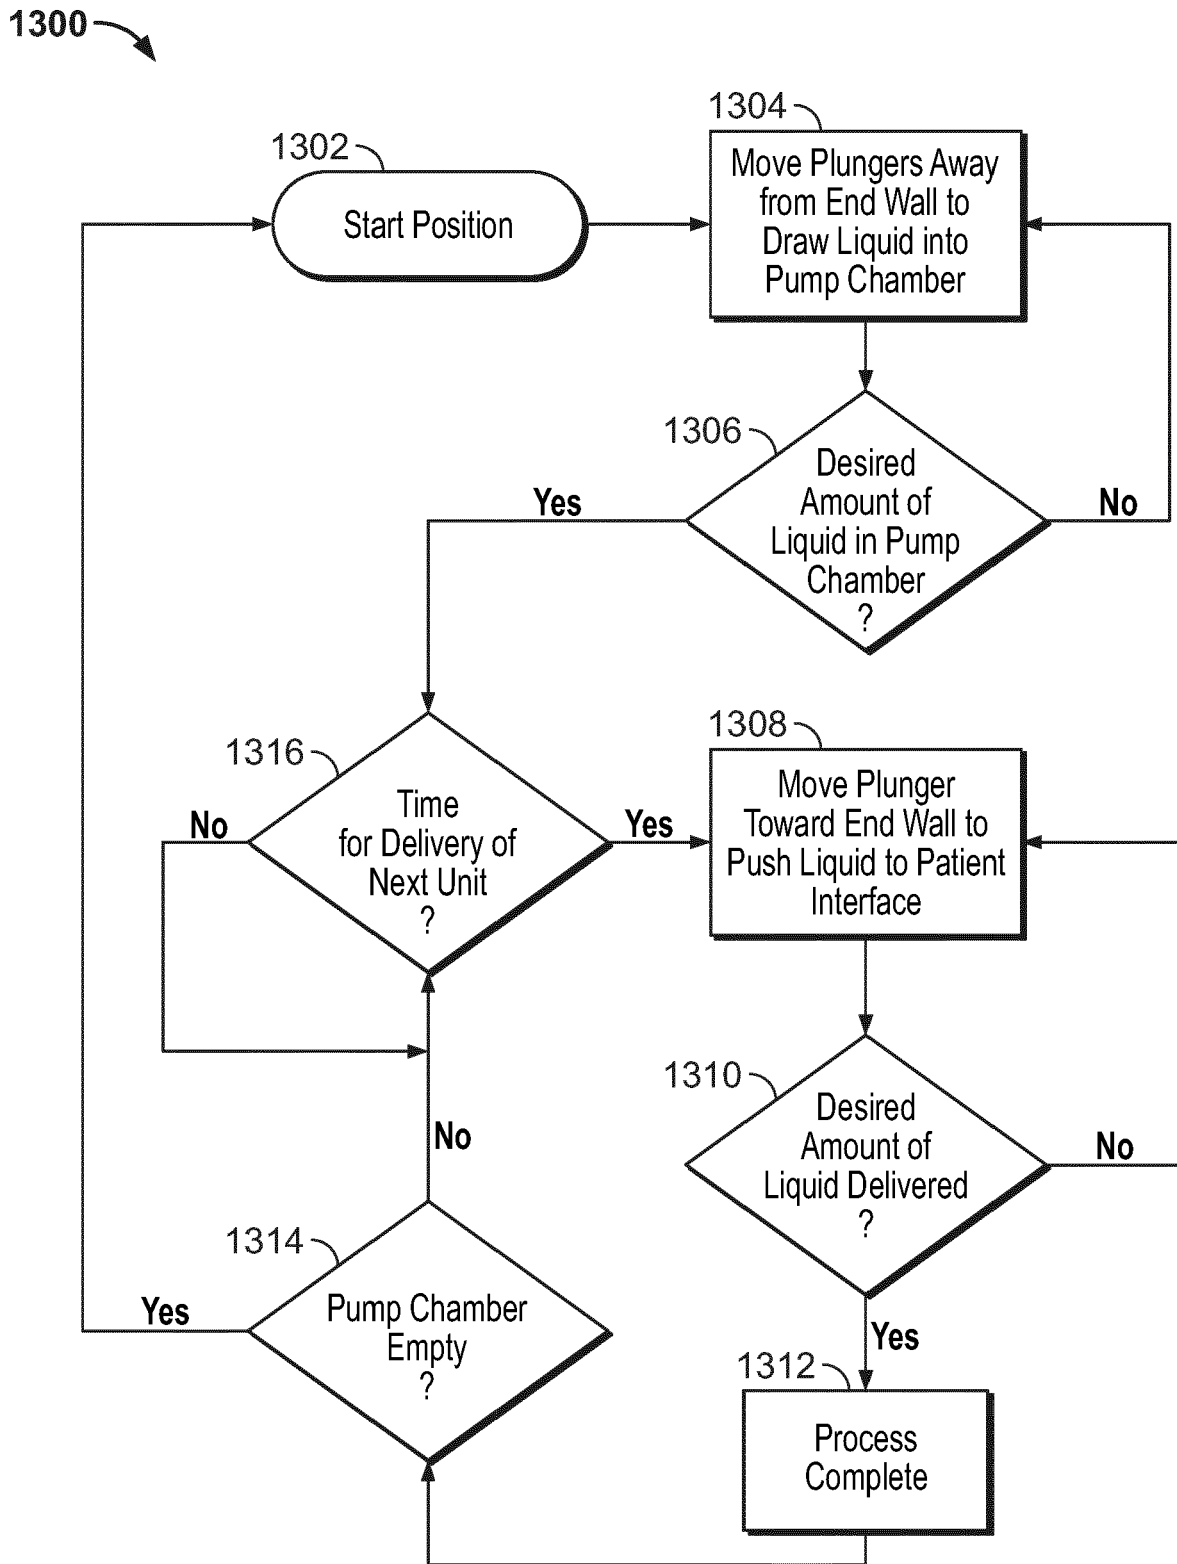 1300
1304
1302
Move Plungers Away
from End Wall to
Draw Liquid into
Pump Chamber
Start Position
1306
Desired
Amount of
Liquid in Pump
Chamber
?
Yes
No
1316
Time
for Delivery of
Next Unit
?
No
Yes
1308
Move Plunger
Toward End Wall to
Push Liquid to Patient
Interface
1310
Desired
Amount of
Liquid Delivered
?
No
Yes
No
1314
Pump Chamber
Empty
?
Yes
1312
Process
Complete